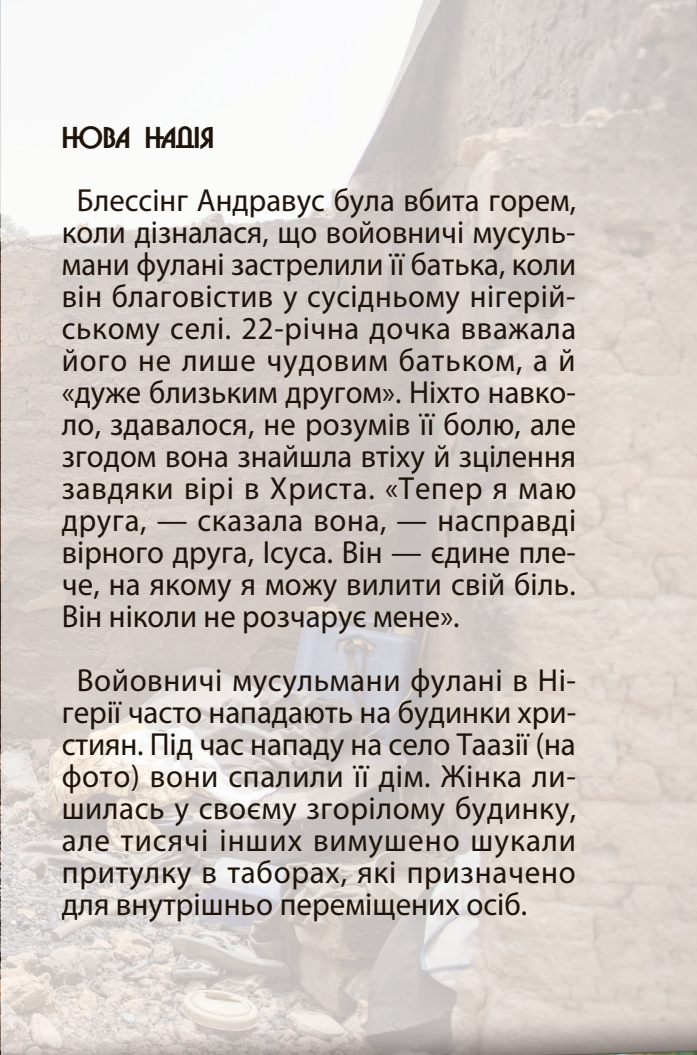 НОВА НАДІЯ
Блессінг Андравус була вбита горем,
коли дізналася, що войовничі мусуль-
мани фулані застрелили її батька, коли
він благовістив у сусідньому нігерій-
ському селі. 22-річна дочка вважала
його не лише чудовим батьком, а й
«дуже близьким другом». Ніхто навко-
ло, здавалося, не розумів її болю, але
згодом вона знайшла втіху й зцілення
завдяки вірі в Христа. «Тепер я маю
друга, — сказала вона, — насправді
вірного друга, Ісуса. Він — єдине пле-
че, на якому я можу вилити свій біль.
Він ніколи не розчарує мене».
Войовничі мусульмани фулані в Ні-
герії часто нападають на будинки хри-
стиян. Під час нападу на село Таазії (на
фото) вони спалили її дім. Жінка ли-
шилась у своєму згорілому будинку,
але тисячі інших вимушено шукали
притулку в таборах, які призначено
для внутрішньо переміщених осіб.